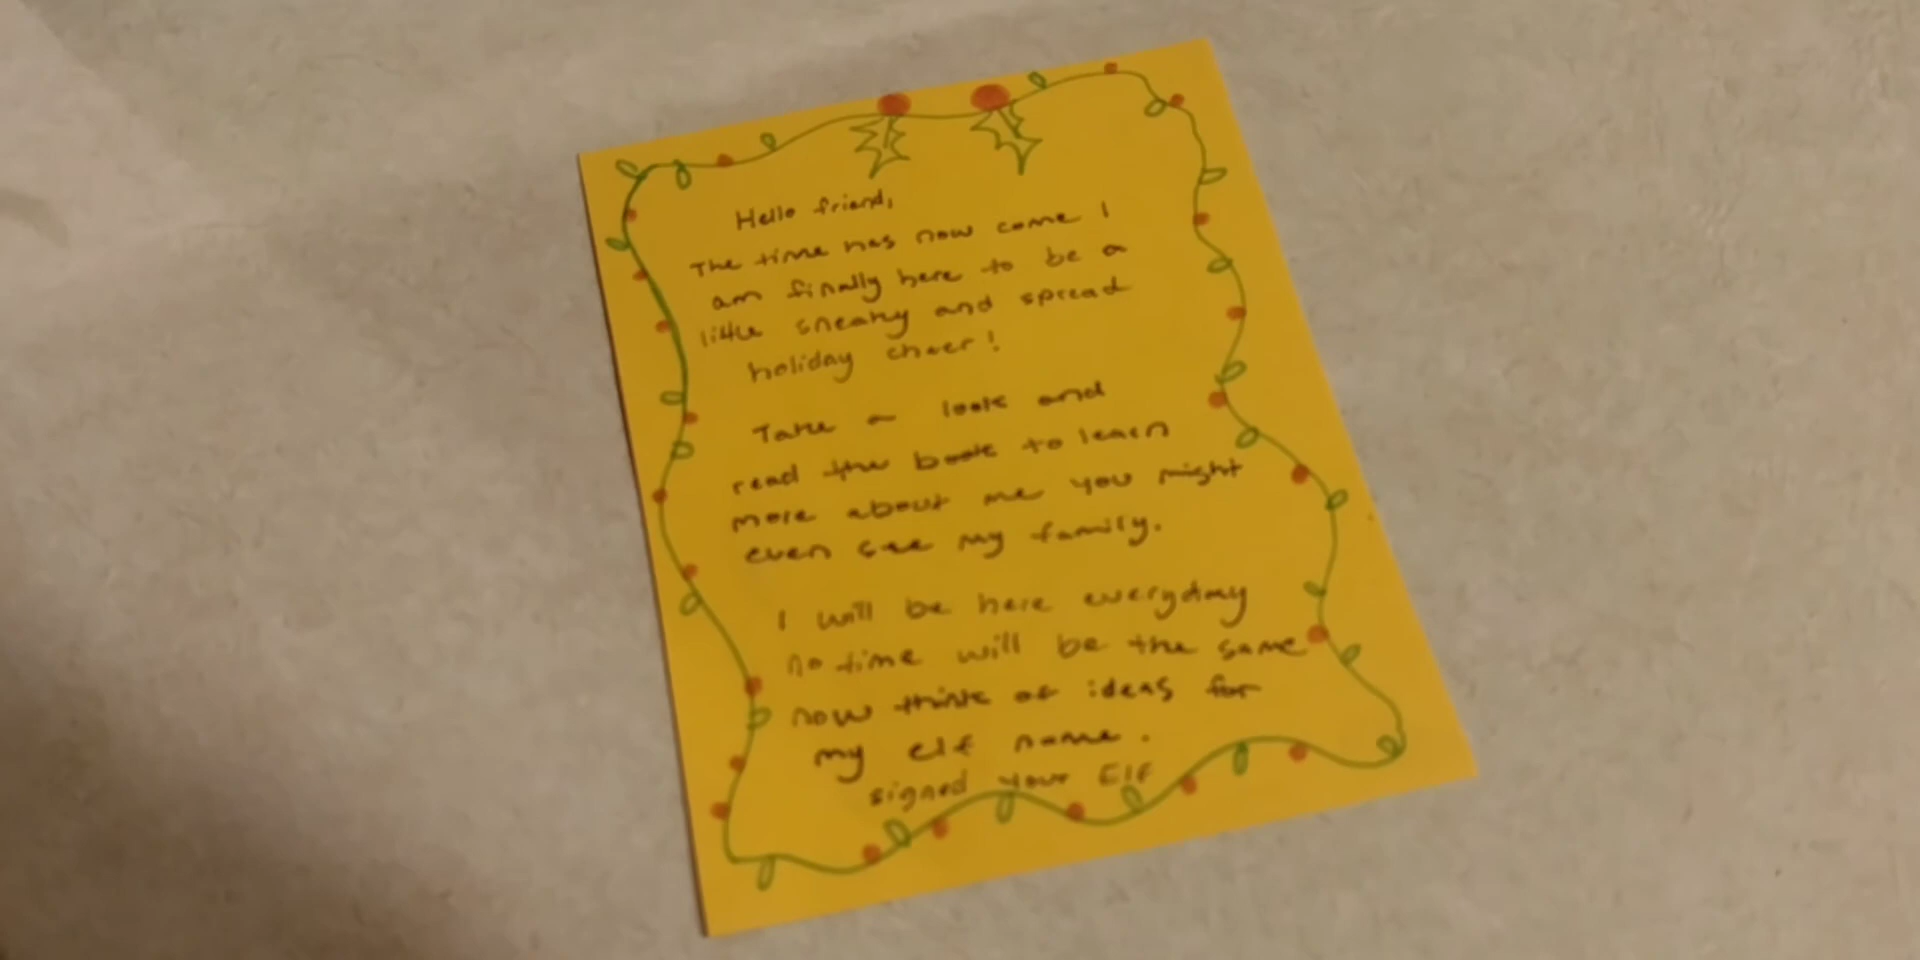 Hello friend,
The time has now come I
am finally here to be a
little sneaky and spread
holiday cheer!
Take a look and
read the book to learn
more about me you might
even see my family.
I will be here everyday
no time will be the same
now think of ideas for
my elf name.
signed your Elf